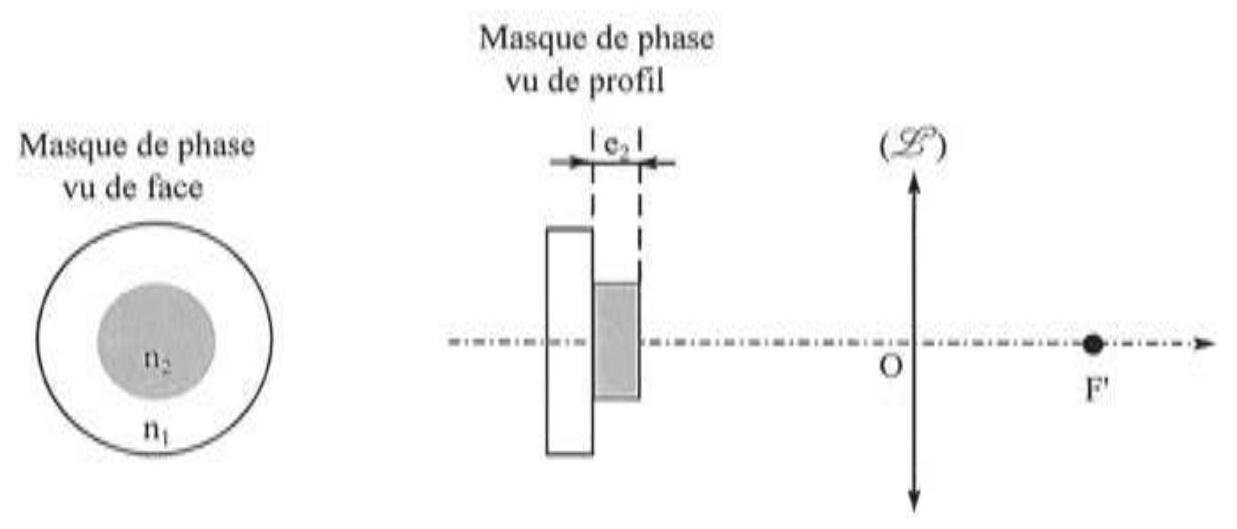 Masque de phase
vu de profil
Masque de phase
vu de face
e₂
(ℒ)
n₂
n₁
O
F'